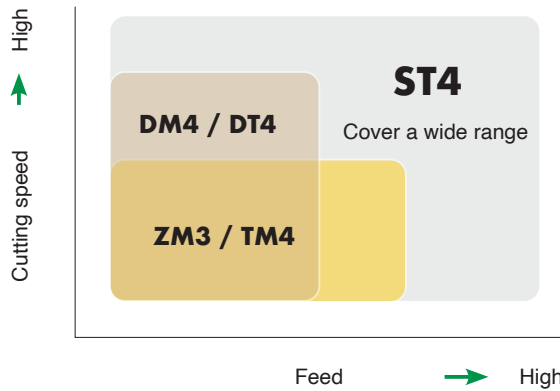 High
Cutting speed
ST4
Cover a wide range
DM4 / DT4
ZM3 / TM4
Feed
High